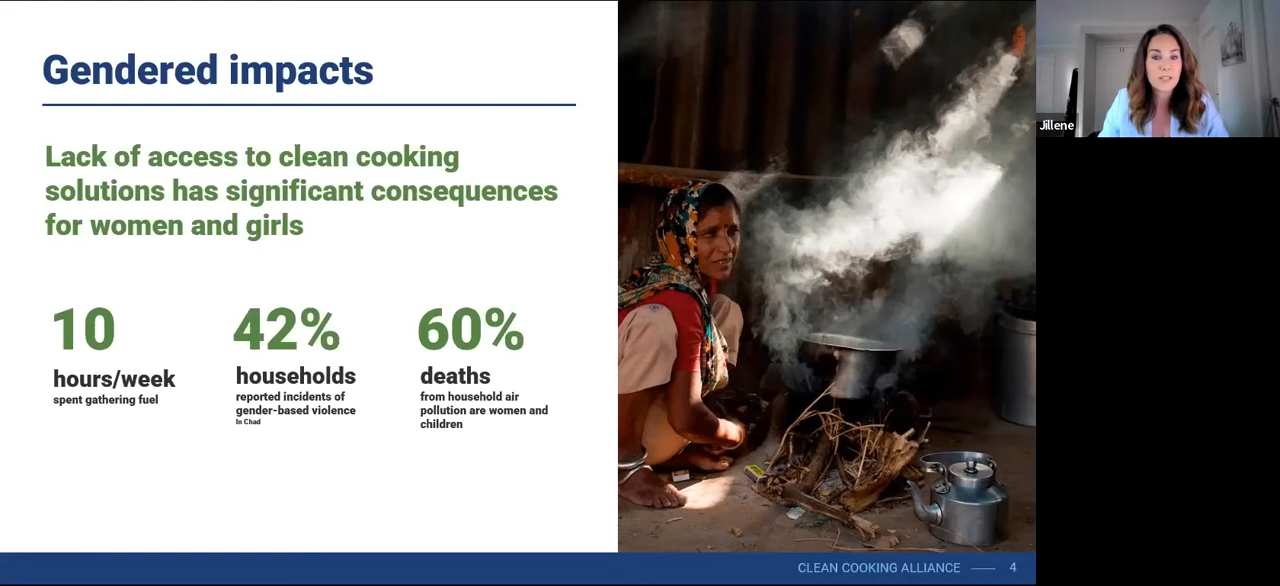 Gendered impacts
Lack of access to clean cooking
solutions has significant consequences
for women and girls
10
hours/week
spent gathering fuel
42%
households
reported incidents of
gender-based violence
In Chad
60%
deaths
from household air
pollution are women and
children
CLEAN COOKING ALLIANCE
4
Jillene